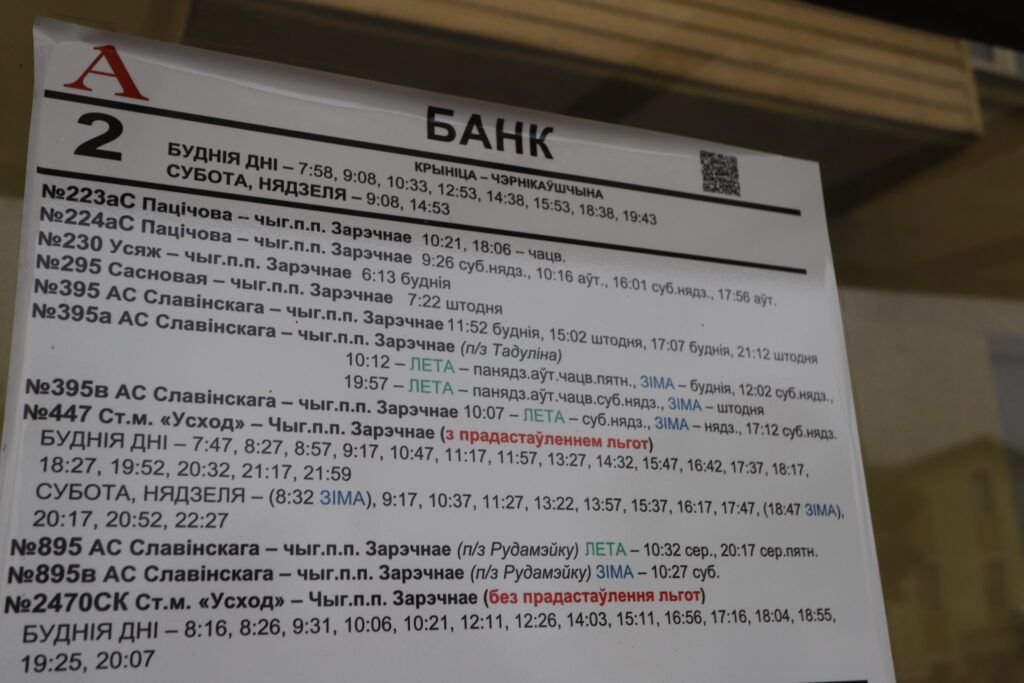 А
БАНК
2
КРЫНІЦА – ЧЭРНІКАЎШЧЫНА
БУДНІЯ ДНІ – 7:58, 9:08, 10:33, 12:53, 14:38, 15:53, 18:38, 19:43
СУБОТА, НЯДЗЕЛЯ – 9:08, 14:53
№223аС Пацічова – чыг.п.п. Зарэчнае 10:21, 18:06 – чацв.
№224аС Пацічова – чыг.п.п. Зарэчнае 9:26 суб.нядз., 10:16 аўт., 16:01 суб.нядз., 17:56 аўт.
№230 Усяж – чыг.п.п. Зарэчнае 6:13 буднія
№295 Сасновая – чыг.п.п. Зарэчнае 7:22 штодня
№395 АС Славінскага – чыг.п.п. Зарэчнае 11:52 буднія, 15:02 штодня, 17:07 буднія, 21:12 штодня
№395а АС Славінскага – чыг.п.п. Зарэчнае (п/з Тадуліна)
10:12 – ЛЕТА – панядз.аўт.чацв.пятн., ЗІМА – буднія, 12:02 суб.нядз.,
19:57 – ЛЕТА – панядз.аўт.чацв.суб.нядз., ЗІМА – штодня
№395в АС Славінскага – чыг.п.п. Зарэчнае 10:07 – ЛЕТА – суб.нядз., ЗІМА – нядз., 17:12 суб.нядз.
№447 Ст.м. «Усход» – Чыг.п.п. Зарэчнае (з прадастаўленнем льгот)
БУДНІЯ ДНІ – 7:47, 8:27, 8:57, 9:17, 10:47, 11:17, 11:57, 13:27, 14:32, 15:47, 16:42, 17:37, 18:17,
18:27, 19:52, 20:32, 21:17, 21:59
СУБОТА, НЯДЗЕЛЯ – (8:32 ЗІМА), 9:17, 10:37, 11:27, 13:22, 13:57, 15:37, 16:17, 17:47, (18:47 ЗІМА),
20:17, 20:52, 22:27
№895 АС Славінскага – чыг.п.п. Зарэчнае (п/з Рудамэйку) ЛЕТА – 10:32 сер., 20:17 сер.пятн.
№895в АС Славінскага – чыг.п.п. Зарэчнае (п/з Рудамэйку) ЗІМА – 10:27 суб.
№2470СК Ст.м. «Усход» – Чыг.п.п. Зарэчнае (без прадастаўлення льгот)
БУДНІЯ ДНІ – 8:16, 8:26, 9:31, 10:06, 10:21, 12:11, 12:26, 14:03, 15:11, 16:56, 17:16, 18:04, 18:55,
19:25, 20:07